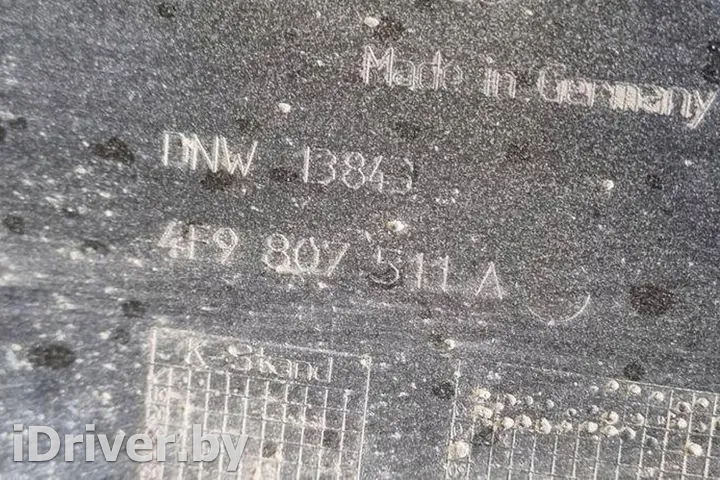 Made in Germany
DNW 13843
4F9 807 511 A
K-Stand
iDriver.by